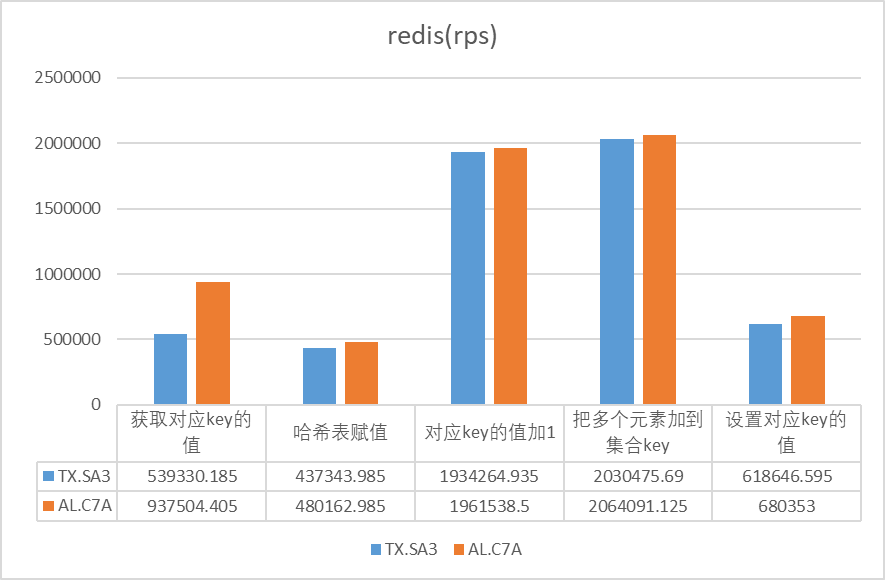 redis(rps)
2500000
2000000
1500000
1000000
500000
0
获取对应key的
值
哈希表赋值
对应key的值加1
把多个元素加到
集合key
设置对应key的
值
TX.SA3 539330.185 437343.985 1934264.935 2030475.69 618646.595
AL.C7A 937504.405 480162.985 1961538.5 2064091.125 680353
TX.SA3 AL.C7A